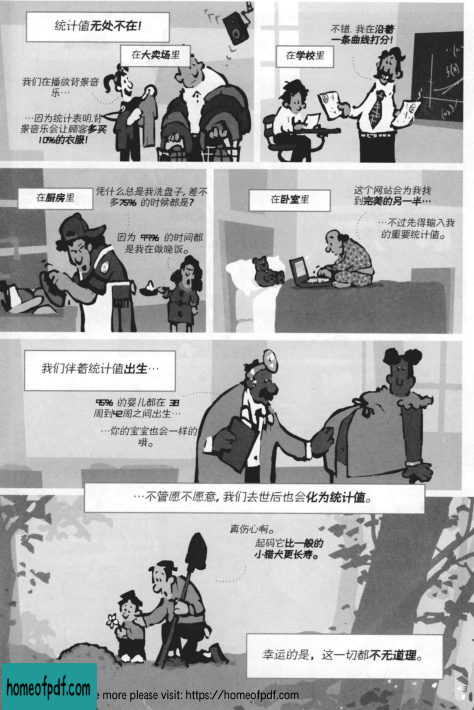 统计值无处不在！
在大卖场里
我们在播放背景音
乐…
…因为统计表明,背
景音乐会让顾客多买
10%的衣服！
不错，我在沿着
一条曲线打分！
在学校里
在厨房里
凭什么总是我洗盘子，差不
多75% 的时候都是？
因为 99% 的时间都
是我在做晚饭。
在卧室里
这个网站会为我找
到完美的另一半…
…不过先得输入我
的重要统计值。
我们伴着统计值出生…
95% 的婴儿都在 38
周到42周之间出生…
…你的宝宝也会一样的
哦。
…不管愿不愿意，我们去世后也会化为统计值。
真伤心啊。
起码它比一般的
小猎犬更长寿。
幸运的是，这一切都不无道理。
3
homeofpdf.com
e more please visit: https://homeofpdf.com